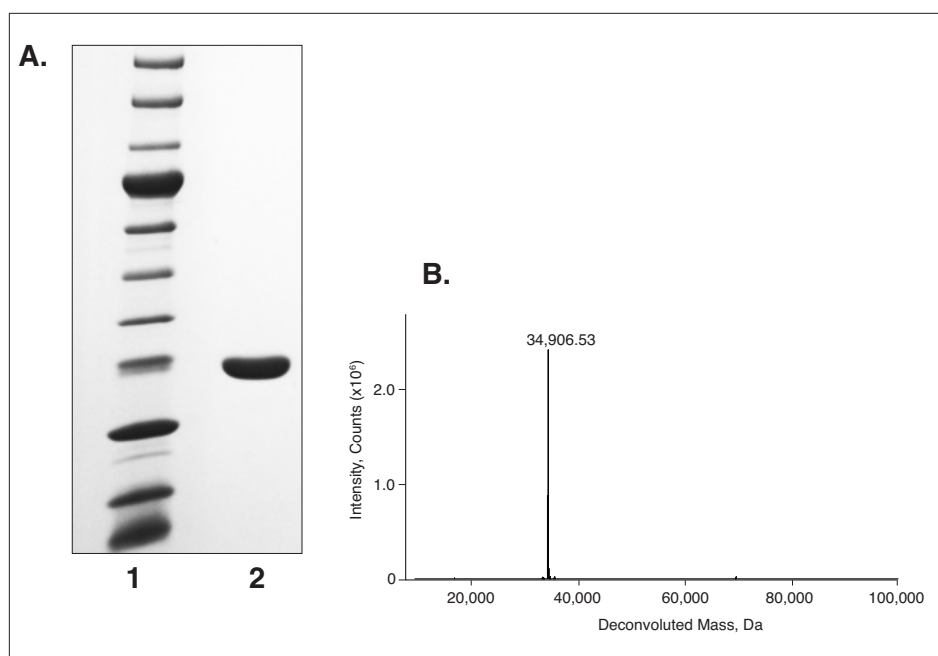 A.
1 2
B.
34,906.53
Intensity, Counts (x10⁶)
2.0
1.0
0
20,000 40,000 60,000 80,000 100,000
Deconvoluted Mass, Da